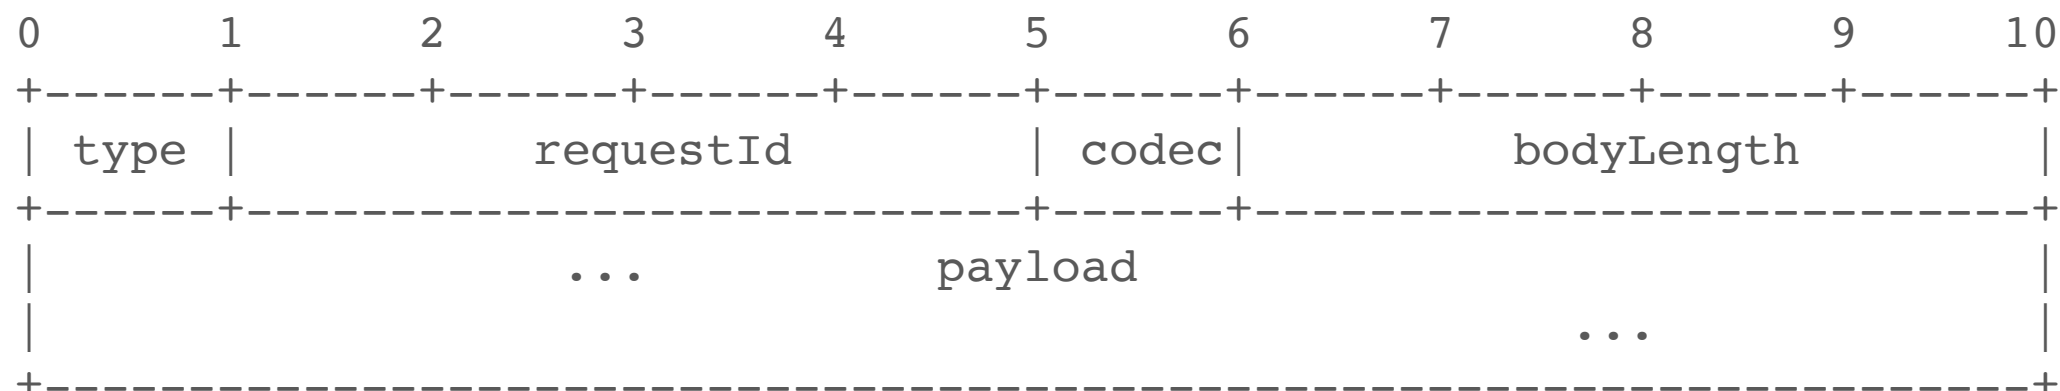 0      1      2      3      4      5      6      7      8      9     10
+------+------+------+------+------+------+------+------+------+------+
| type |          requestId        | codec|         bodyLength        |
+------+---------------------------+------+---------------------------+
|                  ...          payload                               |
|                                                     ...             |
+---------------------------------------------------------------------+